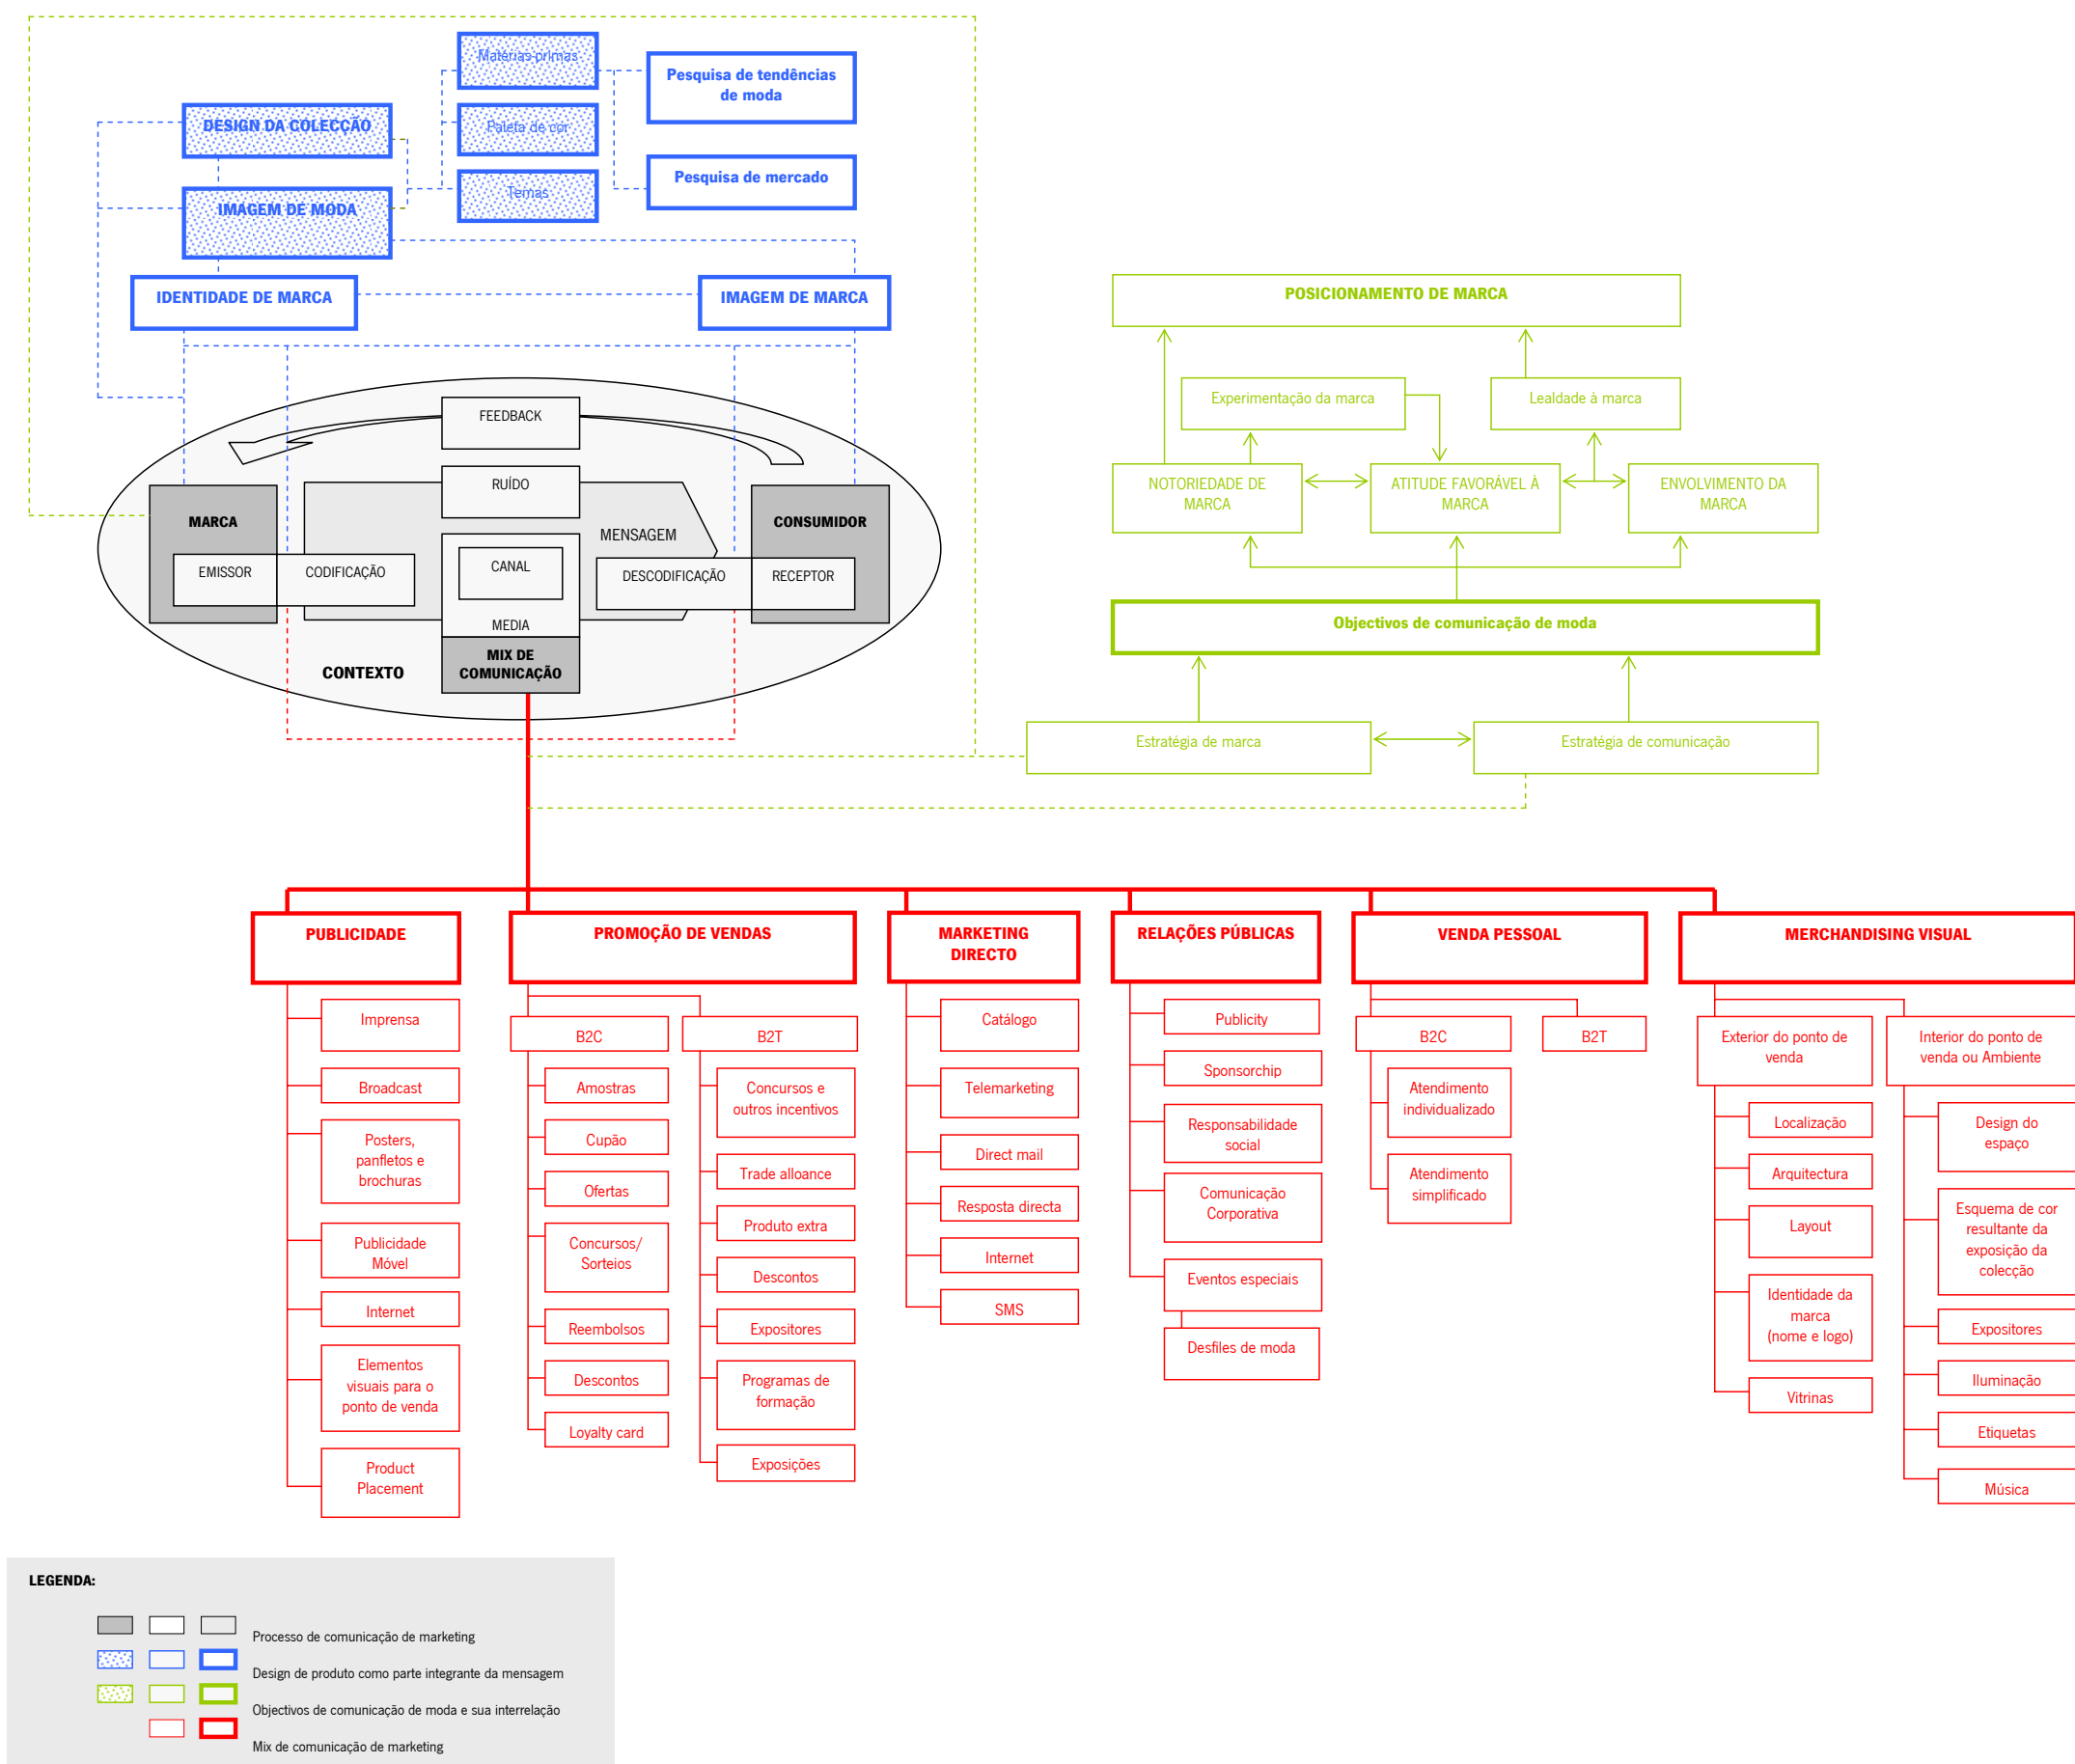 Matérias-primas
Pesquisa de tendências
de moda
DESIGN DA COLECÇÃO
Paleta de cor
Pesquisa de mercado
Temas
IMAGEM DE MODA
IDENTIDADE DE MARCA
IMAGEM DE MARCA
FEEDBACK
RUÍDO
MARCA
MENSAGEM
CONSUMIDOR
EMISSOR
CODIFICAÇÃO
CANAL
DESCODIFICAÇÃO
RECEPTOR
MEDIA
MIX DE
COMUNICAÇÃO
CONTEXTO
POSICIONAMENTO DE MARCA
Experimentação da marca
Lealdade à marca
NOTORIEDADE DE
MARCA
ATITUDE FAVORÁVEL À
MARCA
ENVOLVIMENTO DA
MARCA
Objectivos de comunicação de moda
Estratégia de marca
Estratégia de comunicação
PUBLICIDADE
Imprensa
Broadcast
Posters,
panfletos e
brochuras
Publicidade
Móvel
Internet
Elementos
visuais para o
ponto de venda
Product
Placement
PROMOÇÃO DE VENDAS
B2C
Amostras
Cupão
Ofertas
Concursos/
Sorteios
Reembolsos
Descontos
Loyalty card
B2T
Concursos e
outros incentivos
Trade alloance
Produto extra
Descontos
Expositores
Programas de
formação
Exposições
MARKETING
DIRECTO
Catálogo
Telemarketing
Direct mail
Resposta directa
Internet
SMS
RELAÇÕES PÚBLICAS
Publicity
Sponsorchip
Responsabilidade
social
Comunicação
Corporativa
Eventos especiais
Desfiles de moda
VENDA PESSOAL
B2C
Atendimento
individualizado
Atendimento
simplificado
B2T
MERCHANDISING VISUAL
Exterior do ponto de
venda
Localização
Arquitectura
Layout
Identidade da
marca
(nome e logo)
Vitrinas
Interior do ponto de
venda ou Ambiente
Design do
espaço
Esquema de cor
resultante da
exposição da
colecção
Expositores
Iluminação
Etiquetas
Música
LEGENDA:
Processo de comunicação de marketing
Design de produto como parte integrante da mensagem
Objectivos de comunicação de moda e sua interrelação
Mix de comunicação de marketing